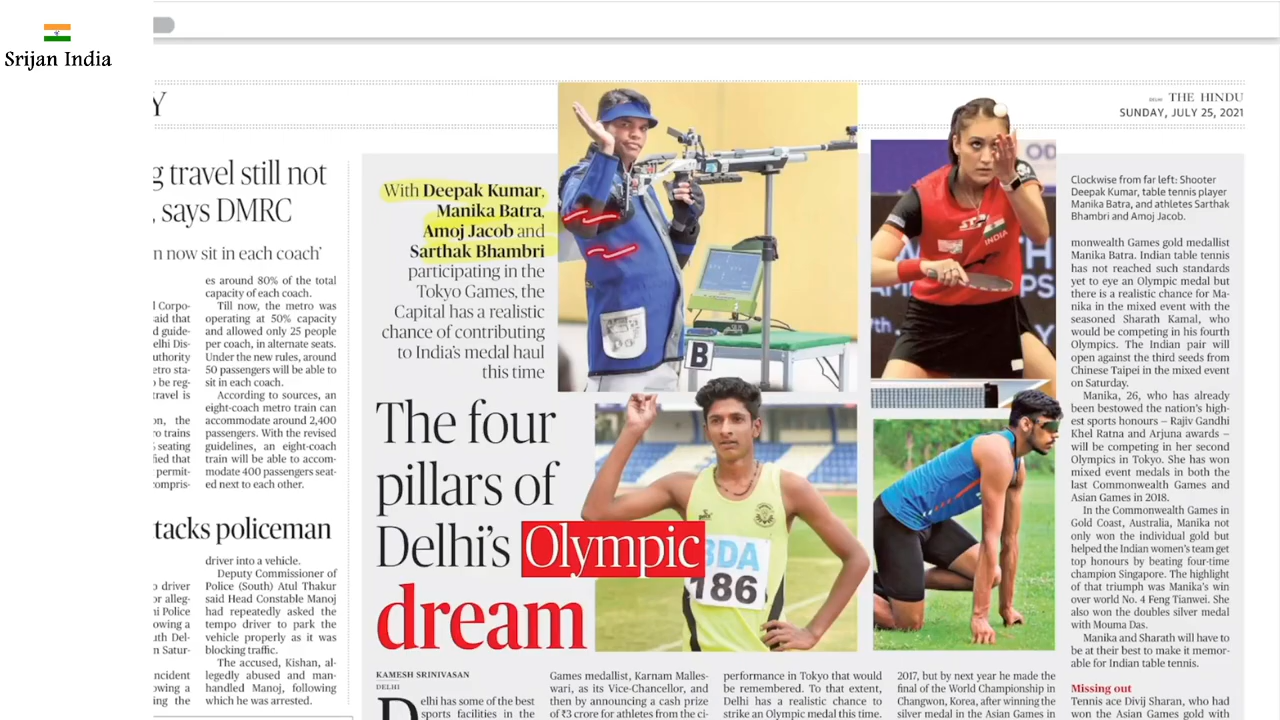 Srijan India
Y
THE HINDU
DELHI
SUNDAY, JULY 25, 2021
g travel still not
, says DMRC
n now sit in each coach’
l Corpo-
aid that
d guide-
elhi Dis-
uthority
etro sta-
o be reg-
travel is
on, the
ro trains
seating
fied that
permit-
ompris-
es around 80% of the total
capacity of each coach.
Till now, the metro was
operating at 50% capacity
and allowed only 25 people
per coach, in alternate seats.
Under the new rules, around
50 passengers will be able to
sit in each coach.
According to sources, an
eight-coach metro train can
accommodate around 2,400
passengers. With the revised
guidelines, an eight-coach
train will be able to accom-
modate 400 passengers seat-
ed next to each other.
tacks policeman
o driver
or alleg-
hi Police
owing a
uth Del-
n Satur-
ncident
owing a
ng the
driver into a vehicle.
Deputy Commissioner of
Police (South) Atul Thakur
said Head Constable Manoj
had repeatedly asked the
tempo driver to park the
vehicle properly as it was
blocking traffic.
The accused, Kishan, al-
legedly abused and man-
handled Manoj, following
which he was arrested.
With Deepak Kumar,
Manika Batra,
Amoj Jacob and
Sarthak Bhambri
participating in the
Tokyo Games, the
Capital has a realistic
chance of contributing
to India’s medal haul
this time
The four
pillars of
Delhi’s Olympic
dream
B
INDIA
BDA
186
KAMESH SRINIVASAN
DELHI
Delhi has some of the best
sports facilities in the
Games medallist, Karnam Malles-
wari, as its Vice-Chancellor, and
then by announcing a cash prize
of ₹3 crore for athletes from the ci-
performance in Tokyo that would
be remembered. To that extent,
Delhi has a realistic chance to
strike an Olympic medal this time.
2017, but by next year he made the
final of the World Championship in
Changwon, Korea, after winning the
silver medal in the Asian Games in
Clockwise from far left: Shooter
Deepak Kumar, table tennis player
Manika Batra, and athletes Sarthak
Bhambri and Amoj Jacob.
monwealth Games gold medallist
Manika Batra. Indian table tennis
has not reached such standards
yet to eye an Olympic medal but
there is a realistic chance for Ma-
nika in the mixed event with the
seasoned Sharath Kamal, who
would be competing in his fourth
Olympics. The Indian pair will
open against the third seeds from
Chinese Taipei in the mixed event
on Saturday.
Manika, 26, who has already
been bestowed the nation’s high-
est sports honours – Rajiv Gandhi
Khel Ratna and Arjuna awards –
will be competing in her second
Olympics in Tokyo. She has won
mixed event medals in both the
last Commonwealth Games and
Asian Games in 2018.
In the Commonwealth Games in
Gold Coast, Australia, Manika not
only won the individual gold but
helped the Indian women’s team get
top honours by beating four-time
champion Singapore. The highlight
of that triumph was Manika’s win
over world No. 4 Feng Tianwei. She
also won the doubles silver medal
with Mouma Das.
Manika and Sharath will have to
be at their best to make it memor-
able for Indian table tennis.
Missing out
Tennis ace Divij Sharan, who had
won the Asian Games gold with